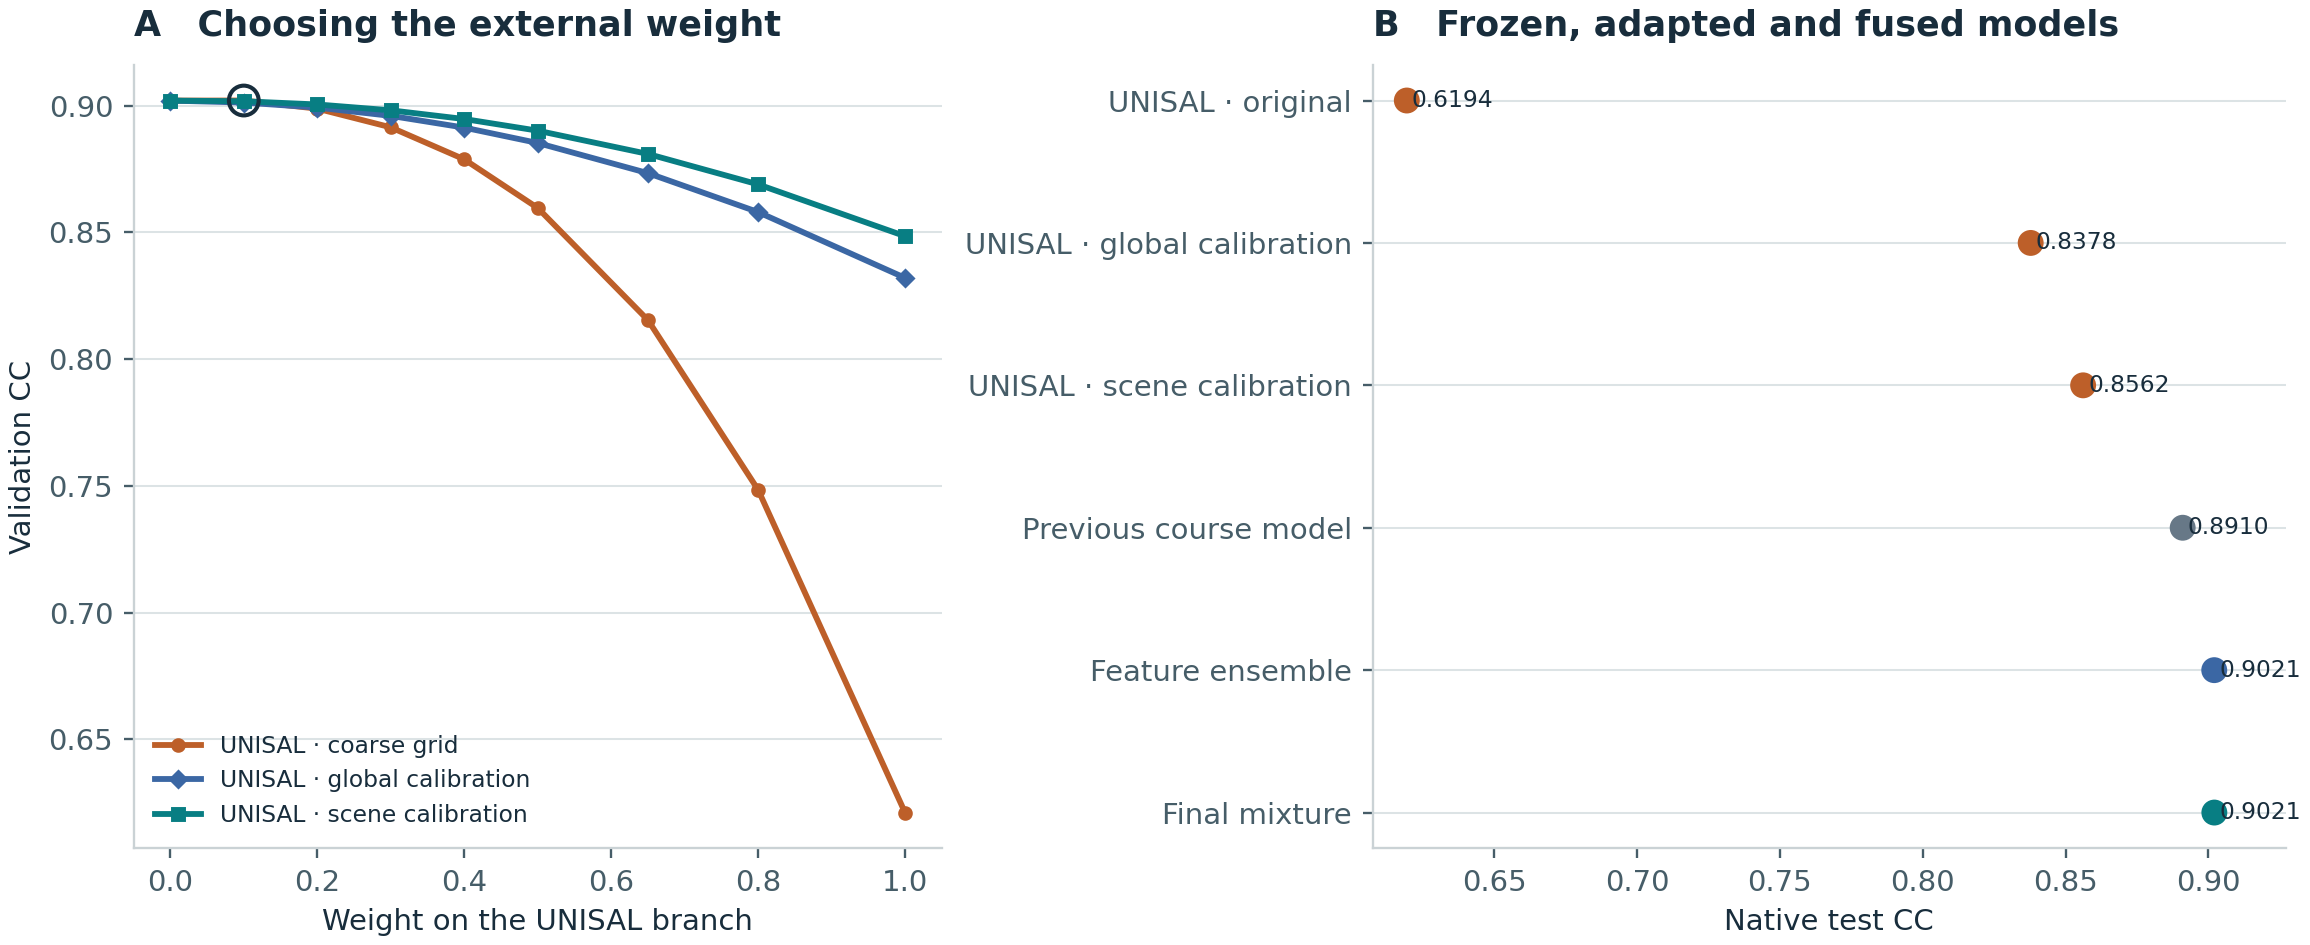 A   Choosing the external weight
Validation CC
0.90
0.85
0.80
0.75
0.70
0.65
UNISAL · coarse grid
UNISAL · global calibration
UNISAL · scene calibration
0.0 0.2 0.4 0.6 0.8 1.0
Weight on the UNISAL branch
B   Frozen, adapted and fused models
UNISAL · original 0.6194
UNISAL · global calibration 0.8378
UNISAL · scene calibration 0.8562
Previous course model 0.8910
Feature ensemble 0.9021
Final mixture 0.9021
0.65 0.70 0.75 0.80 0.85 0.90
Native test CC